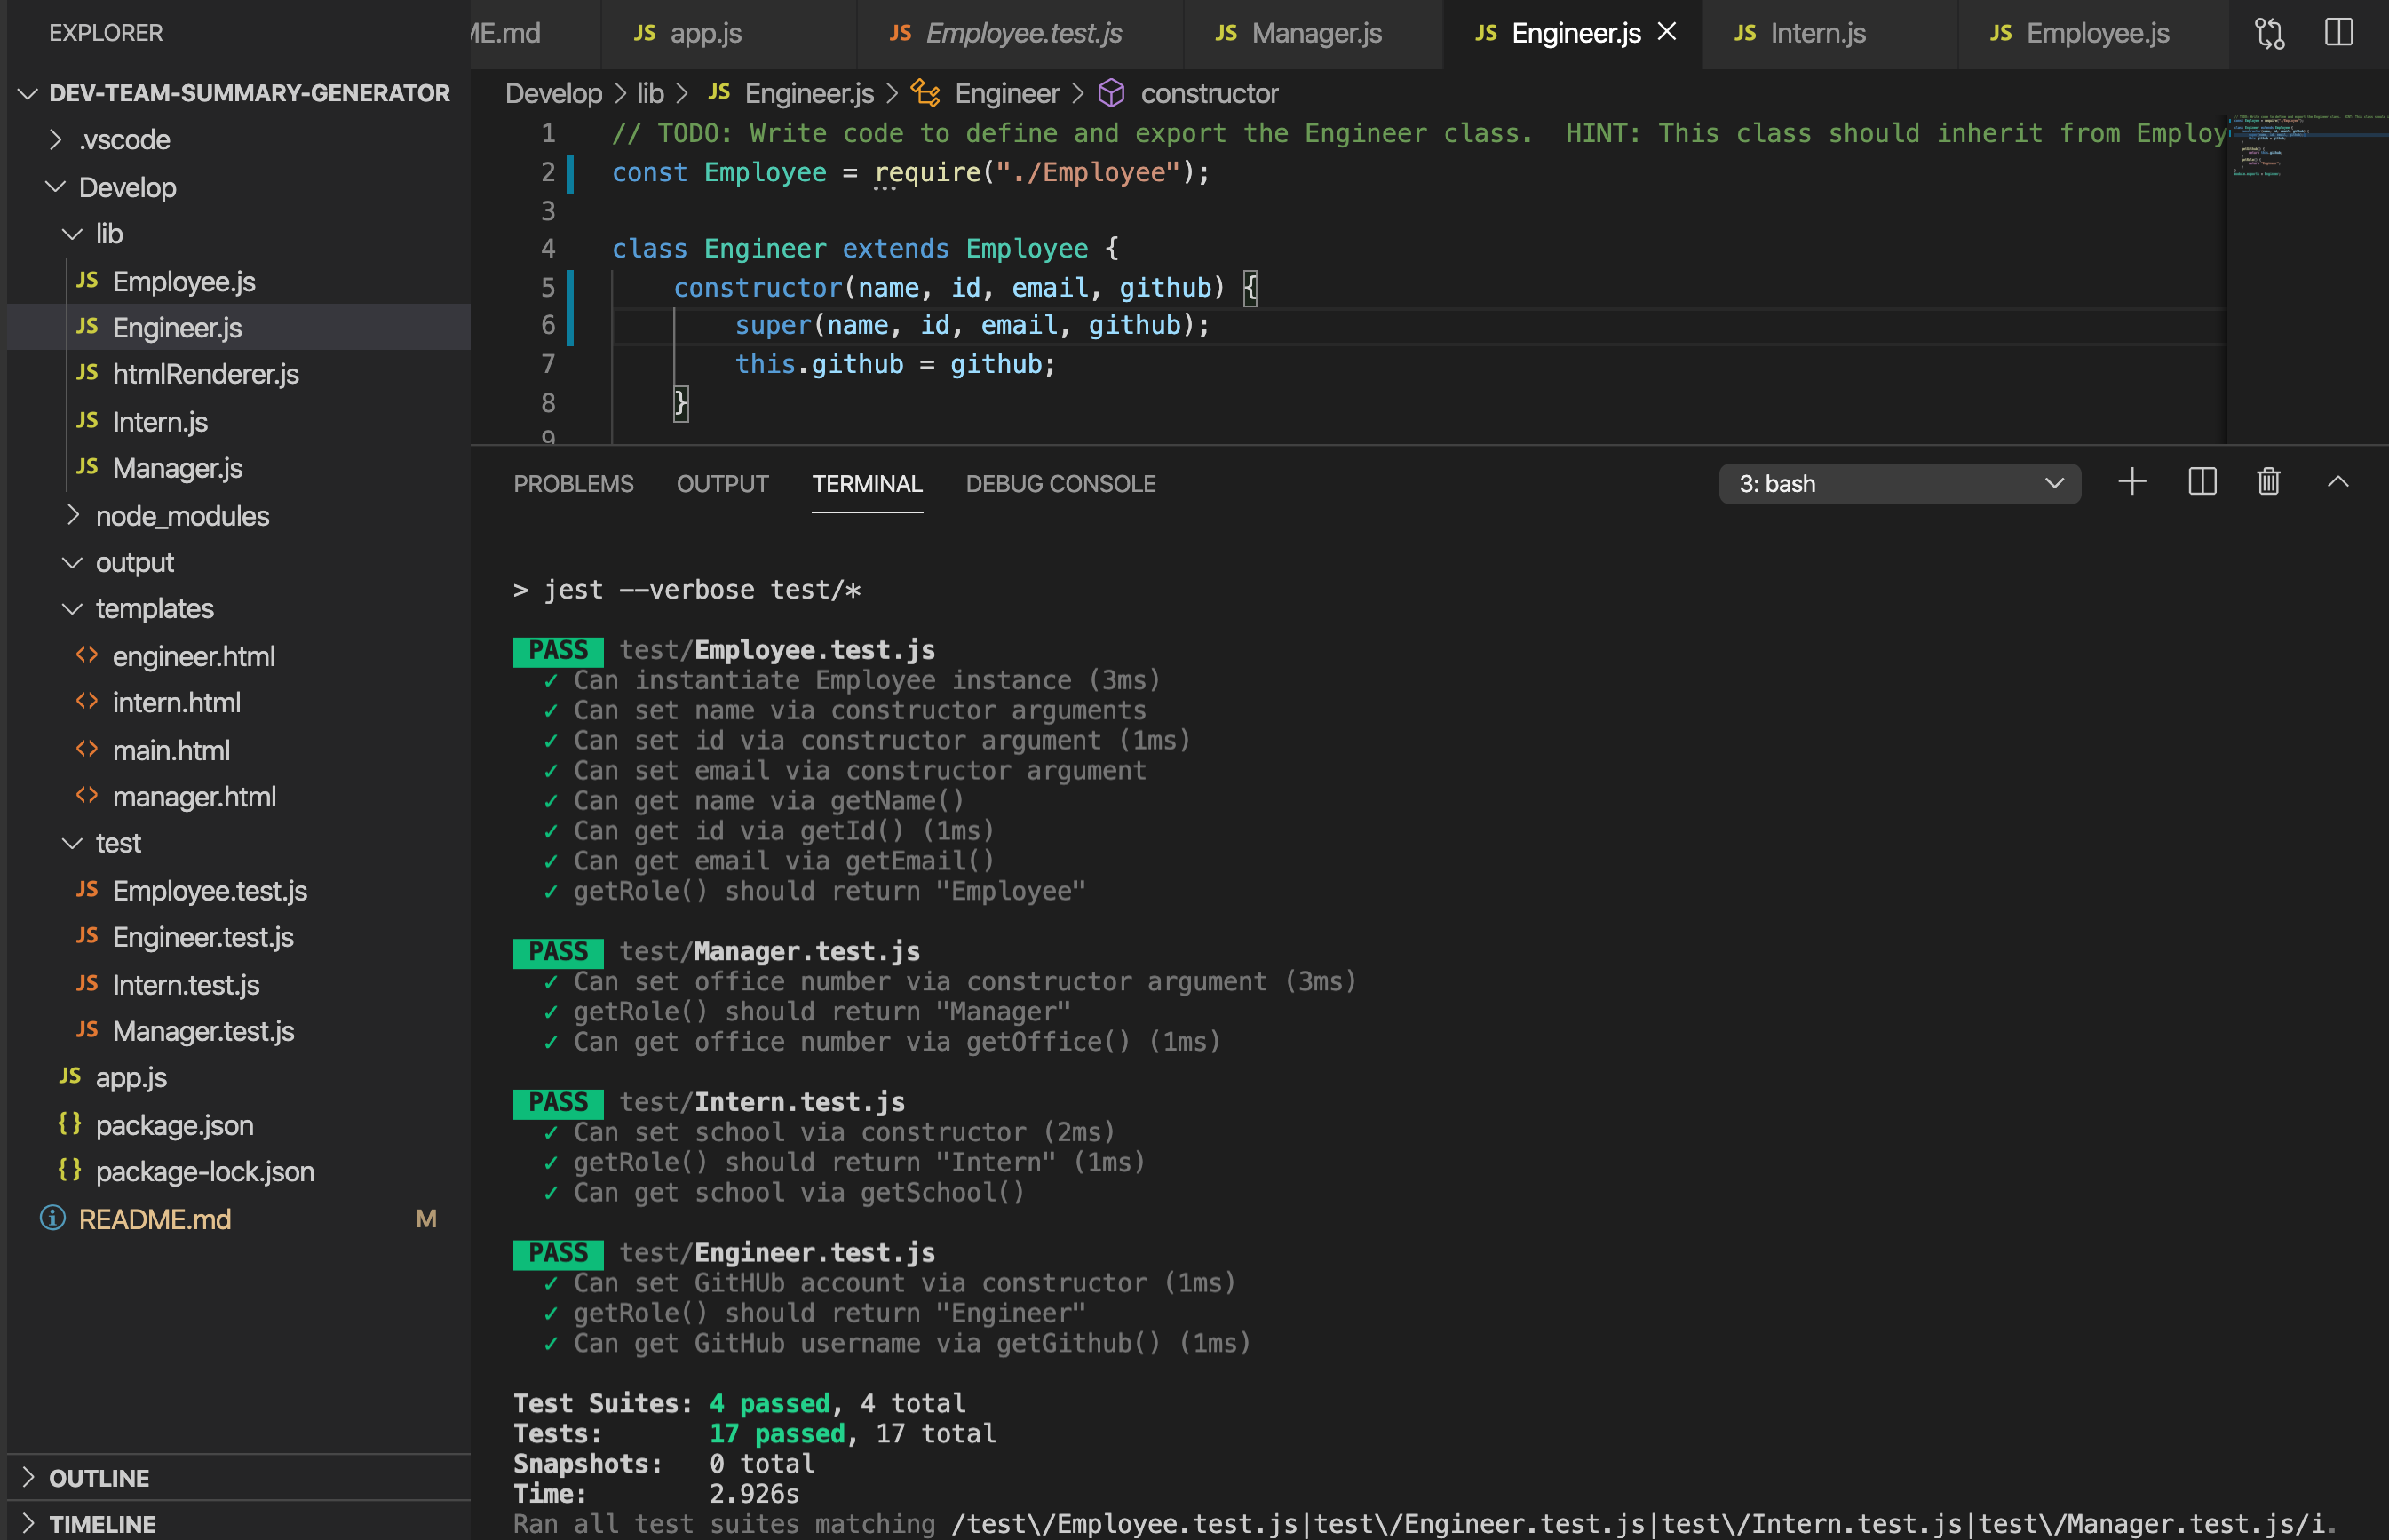 EXPLORER
DEV-TEAM-SUMMARY-GENERATOR
.vscode
Develop
lib
JS Employee.js
JS Engineer.js
JS htmlRenderer.js
JS Intern.js
JS Manager.js
node_modules
output
templates
<> engineer.html
<> intern.html
<> main.html
<> manager.html
test
JS Employee.test.js
JS Engineer.test.js
JS Intern.test.js
JS Manager.test.js
JS app.js
{} package.json
{} package-lock.json
README.md M
OUTLINE
TIMELINE
ME.md JS app.js JS Employee.test.js JS Manager.js JS Engineer.js JS Intern.js JS Employee.js
Develop > lib > JS Engineer.js > Engineer > constructor
1 // TODO: Write code to define and export the Engineer class.  HINT: This class should inherit from Employ
2 const Employee = require("./Employee");
3
4 class Engineer extends Employee {
5     constructor(name, id, email, github) {
6         super(name, id, email, github);
7         this.github = github;
8     }
9
PROBLEMS OUTPUT TERMINAL DEBUG CONSOLE 3: bash
> jest --verbose test/*
PASS test/Employee.test.js
✓ Can instantiate Employee instance (3ms)
✓ Can set name via constructor arguments
✓ Can set id via constructor argument (1ms)
✓ Can set email via constructor argument
✓ Can get name via getName()
✓ Can get id via getId() (1ms)
✓ Can get email via getEmail()
✓ getRole() should return "Employee"
PASS test/Manager.test.js
✓ Can set office number via constructor argument (3ms)
✓ getRole() should return "Manager"
✓ Can get office number via getOffice() (1ms)
PASS test/Intern.test.js
✓ Can set school via constructor (2ms)
✓ getRole() should return "Intern" (1ms)
✓ Can get school via getSchool()
PASS test/Engineer.test.js
✓ Can set GitHUb account via constructor (1ms)
✓ getRole() should return "Engineer"
✓ Can get GitHub username via getGithub() (1ms)
Test Suites: 4 passed, 4 total
Tests: 17 passed, 17 total
Snapshots: 0 total
Time: 2.926s
Ran all test suites matching /test\/Employee.test.js|test\/Engineer.test.js|test\/Intern.test.js|test\/Manager.test.js/i.